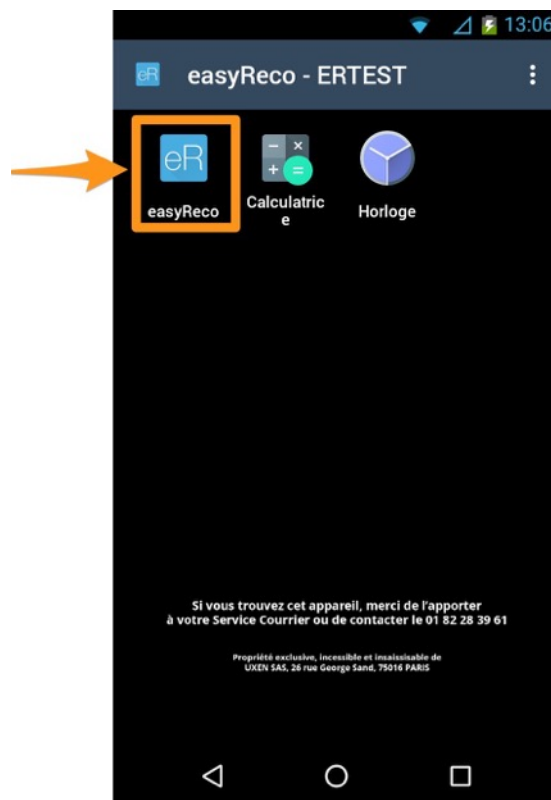 13:06
eR easyReco - ERTEST
eR
easyReco
Calculatric
e
Horloge
Si vous trouvez cet appareil, merci de l'apporter
à votre Service Courrier ou de contacter le 01 82 28 39 61
Propriété exclusive, incessible et insaisissable de
UXEN SAS, 26 rue George Sand, 75016 PARIS